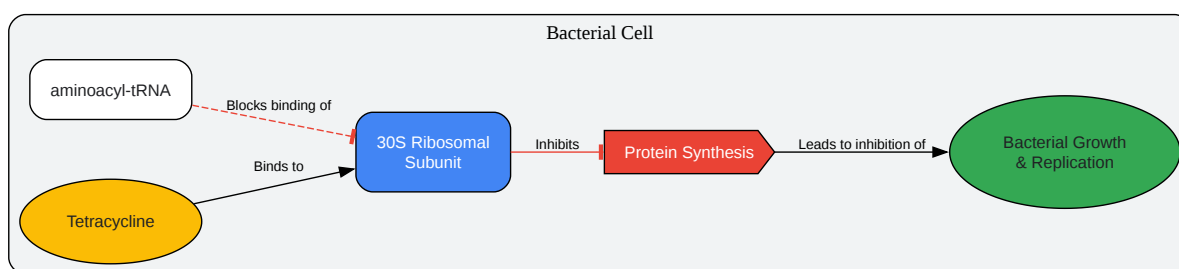 Bacterial Cell
aminoacyl-tRNA
Blocks binding of
30S Ribosomal
Subunit
Inhibits
Protein Synthesis
Leads to inhibition of
Bacterial Growth
& Replication
Binds to
Tetracycline